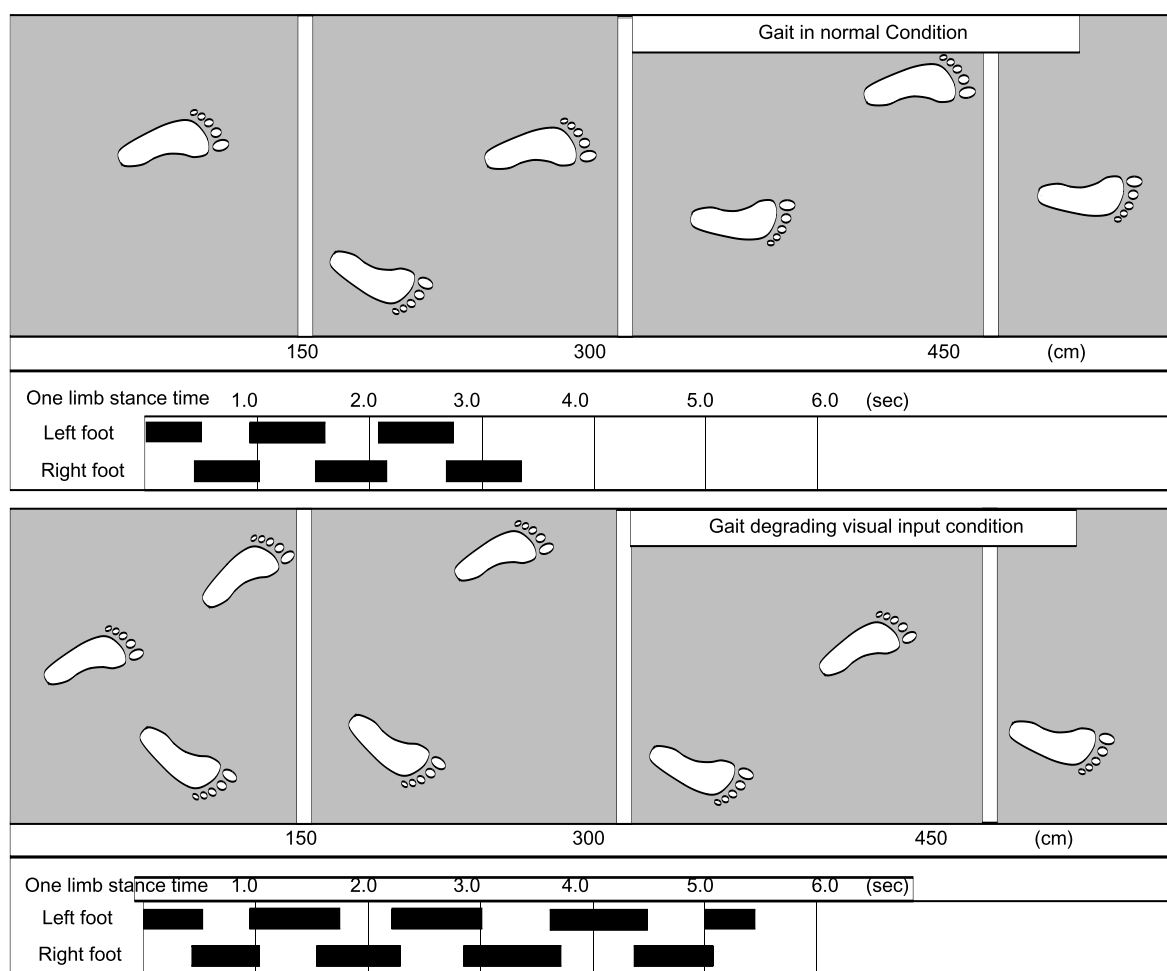 Gait in normal Condition
150 300 450 (cm)
One limb stance time 1.0 2.0 3.0 4.0 5.0 6.0 (sec)
Left foot
Right foot
Gait degrading visual input condition
150 300 450 (cm)
One limb stance time 1.0 2.0 3.0 4.0 5.0 6.0 (sec)
Left foot
Right foot